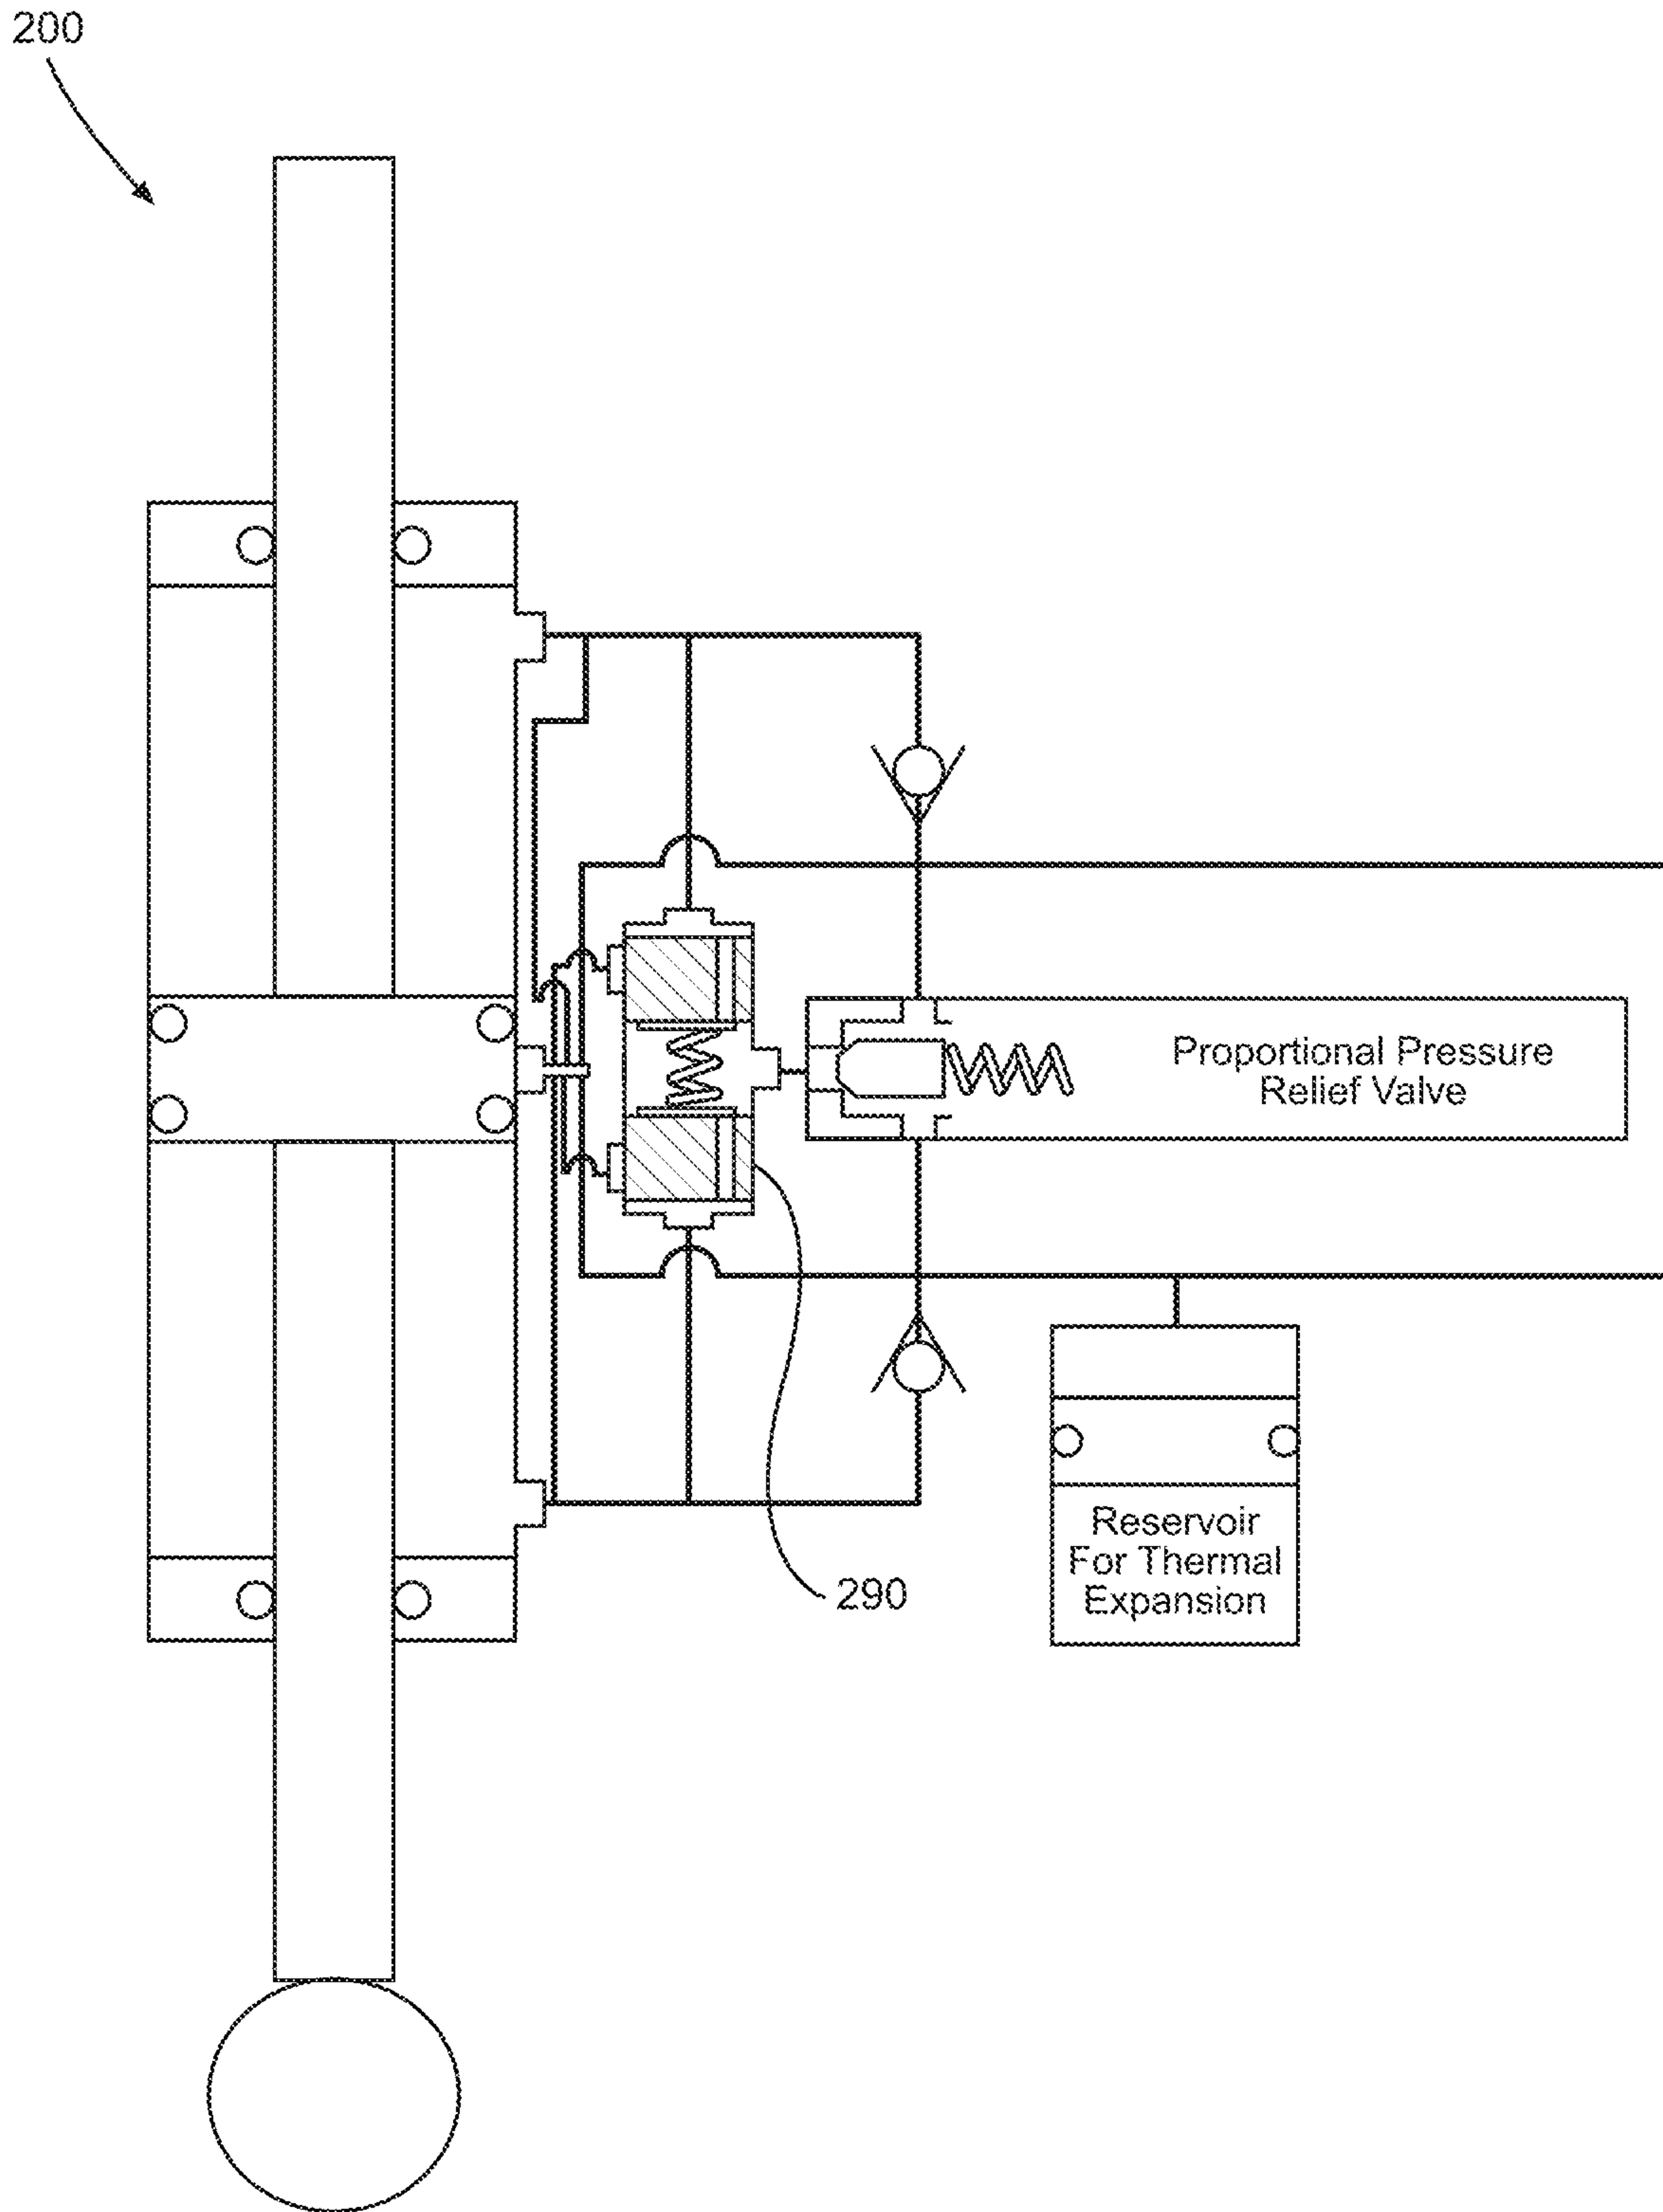 200
Proportional Pressure
Relief Valve
290
Reservoir
For Thermal
Expansion